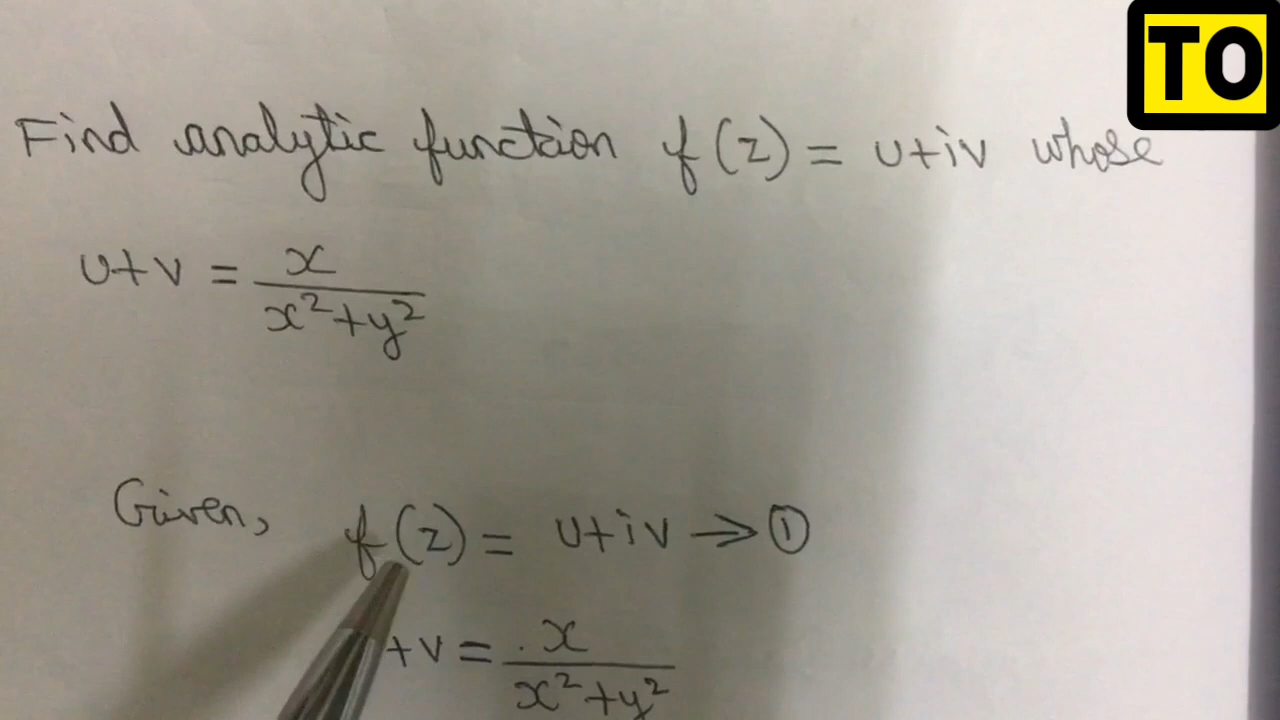 TO
Find analytic function f(z) = u+iv whose
u+v = x/(x²+y²)
Given, f(z) = u+iv → ①
+v = x/(x²+y²)